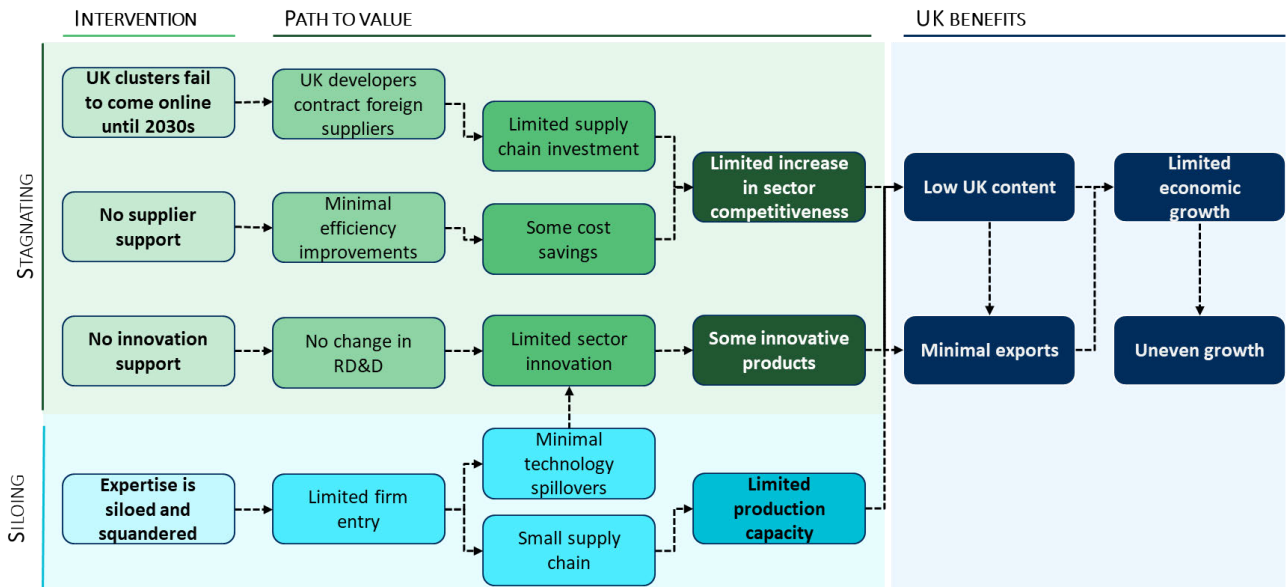 INTERVENTION
PATH TO VALUE
UK BENEFITS
STAGNATING
UK clusters fail
to come online
until 2030s
UK developers
contract foreign
suppliers
Limited supply
chain investment
Limited increase
in sector
competitiveness
Low UK content
Limited
economic
growth
No supplier
support
Minimal
efficiency
improvements
Some cost
savings
No innovation
support
No change in
RD&D
Limited sector
innovation
Some innovative
products
Minimal exports
Uneven growth
SILOING
Expertise is
siloed and
squandered
Limited firm
entry
Minimal
technology
spillovers
Small supply
chain
Limited
production
capacity